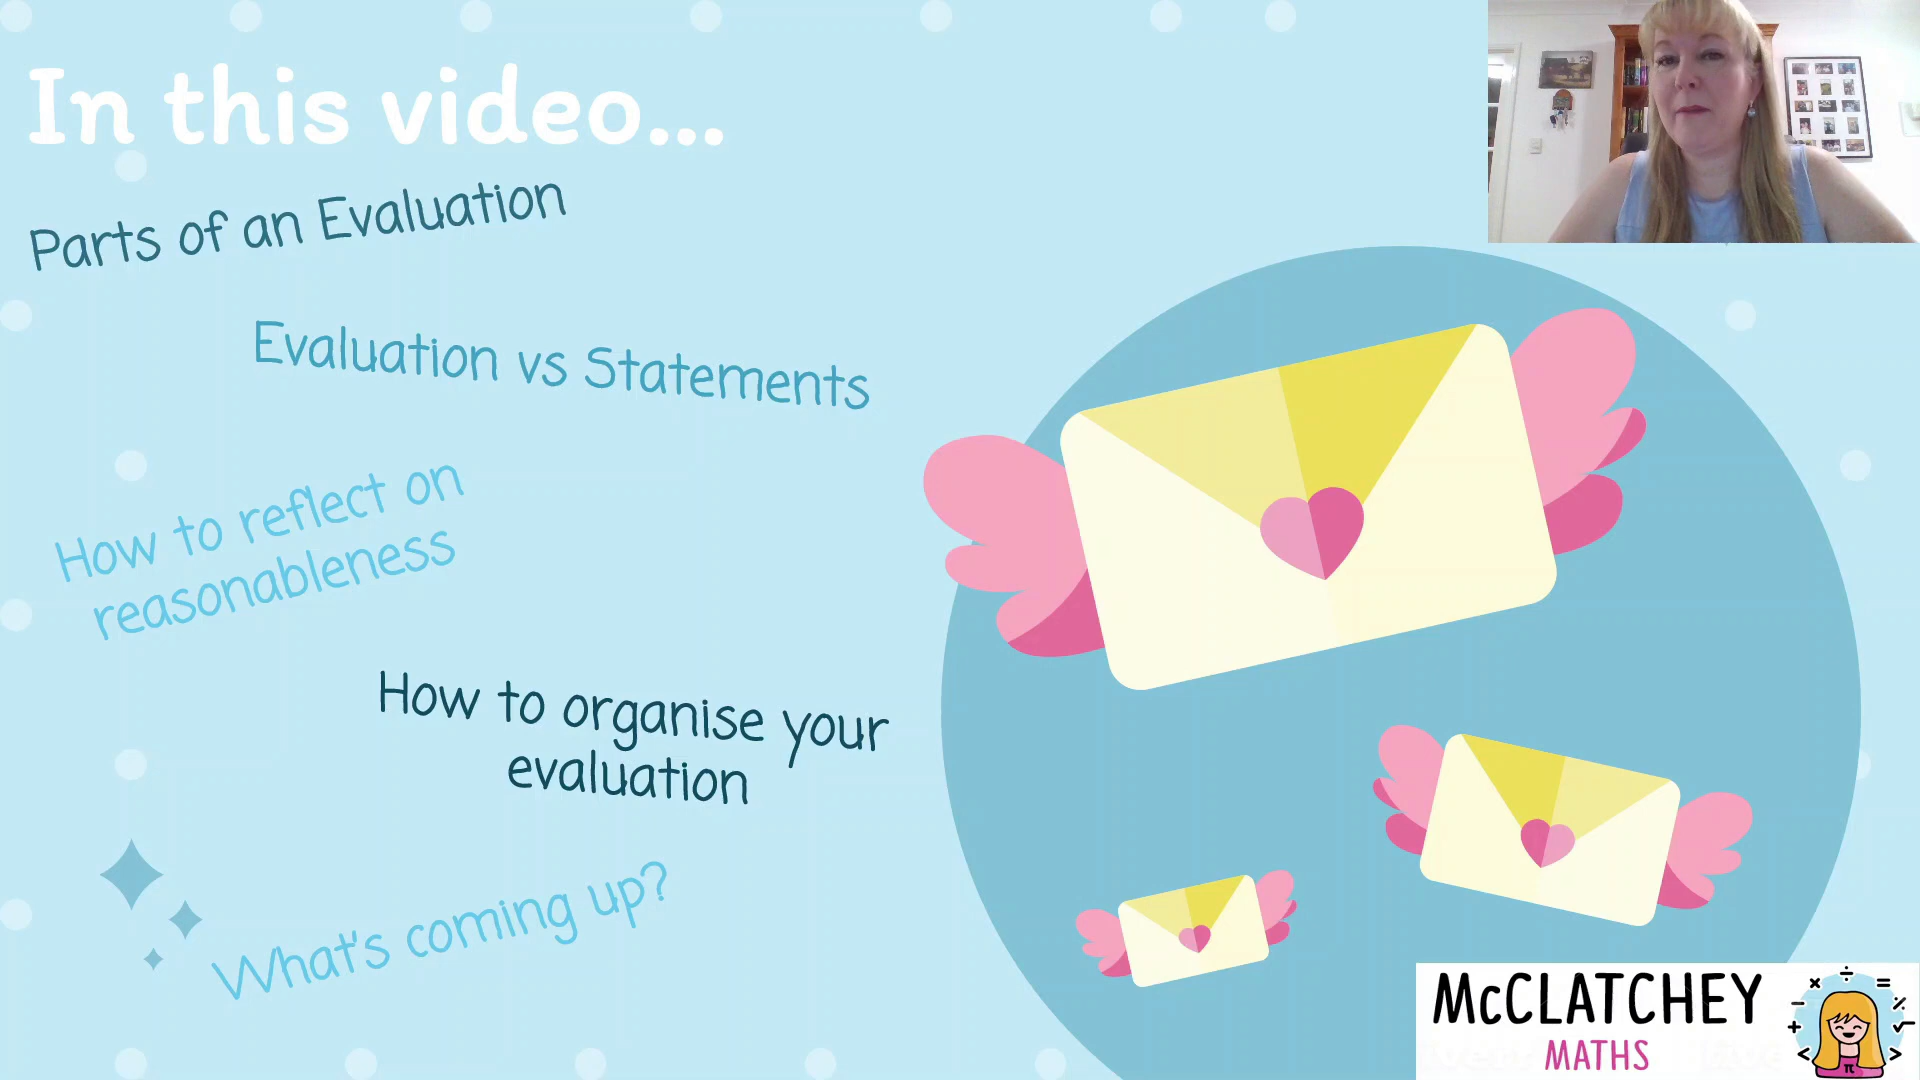 In this video...
Parts of an Evaluation
Evaluation vs Statements
How to reflect on
reasonableness
How to organise your
evaluation
What's coming up?
McCLATCHEY
MATHS